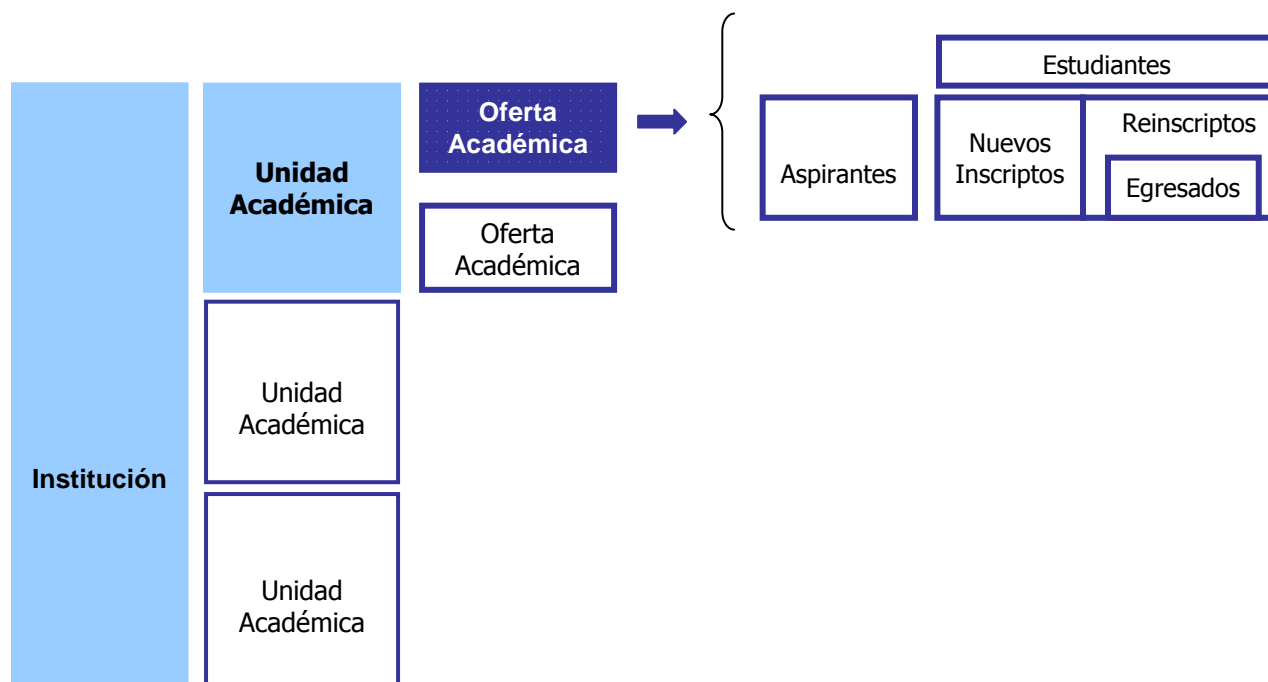 Institución
Unidad
Académica
Unidad
Académica
Unidad
Académica
Oferta
Académica
Oferta
Académica
Aspirantes
Estudiantes
Nuevos
Inscriptos
Reinscriptos
Egresados